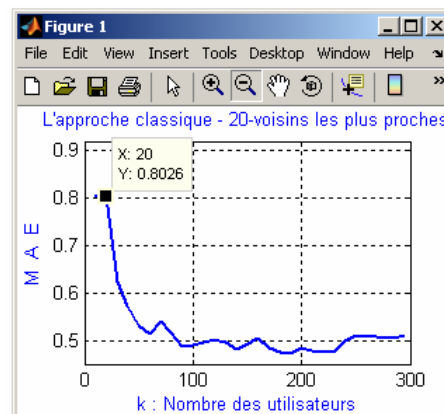 Figure 1
File Edit View Insert Tools Desktop Window Help
L'approche classique - 20-voisins les plus proches
X: 20
Y: 0.8026
0.9
0.8
0.7
0.6
0.5
M A E
0 100 200 300
k : Nombre des utilisateurs